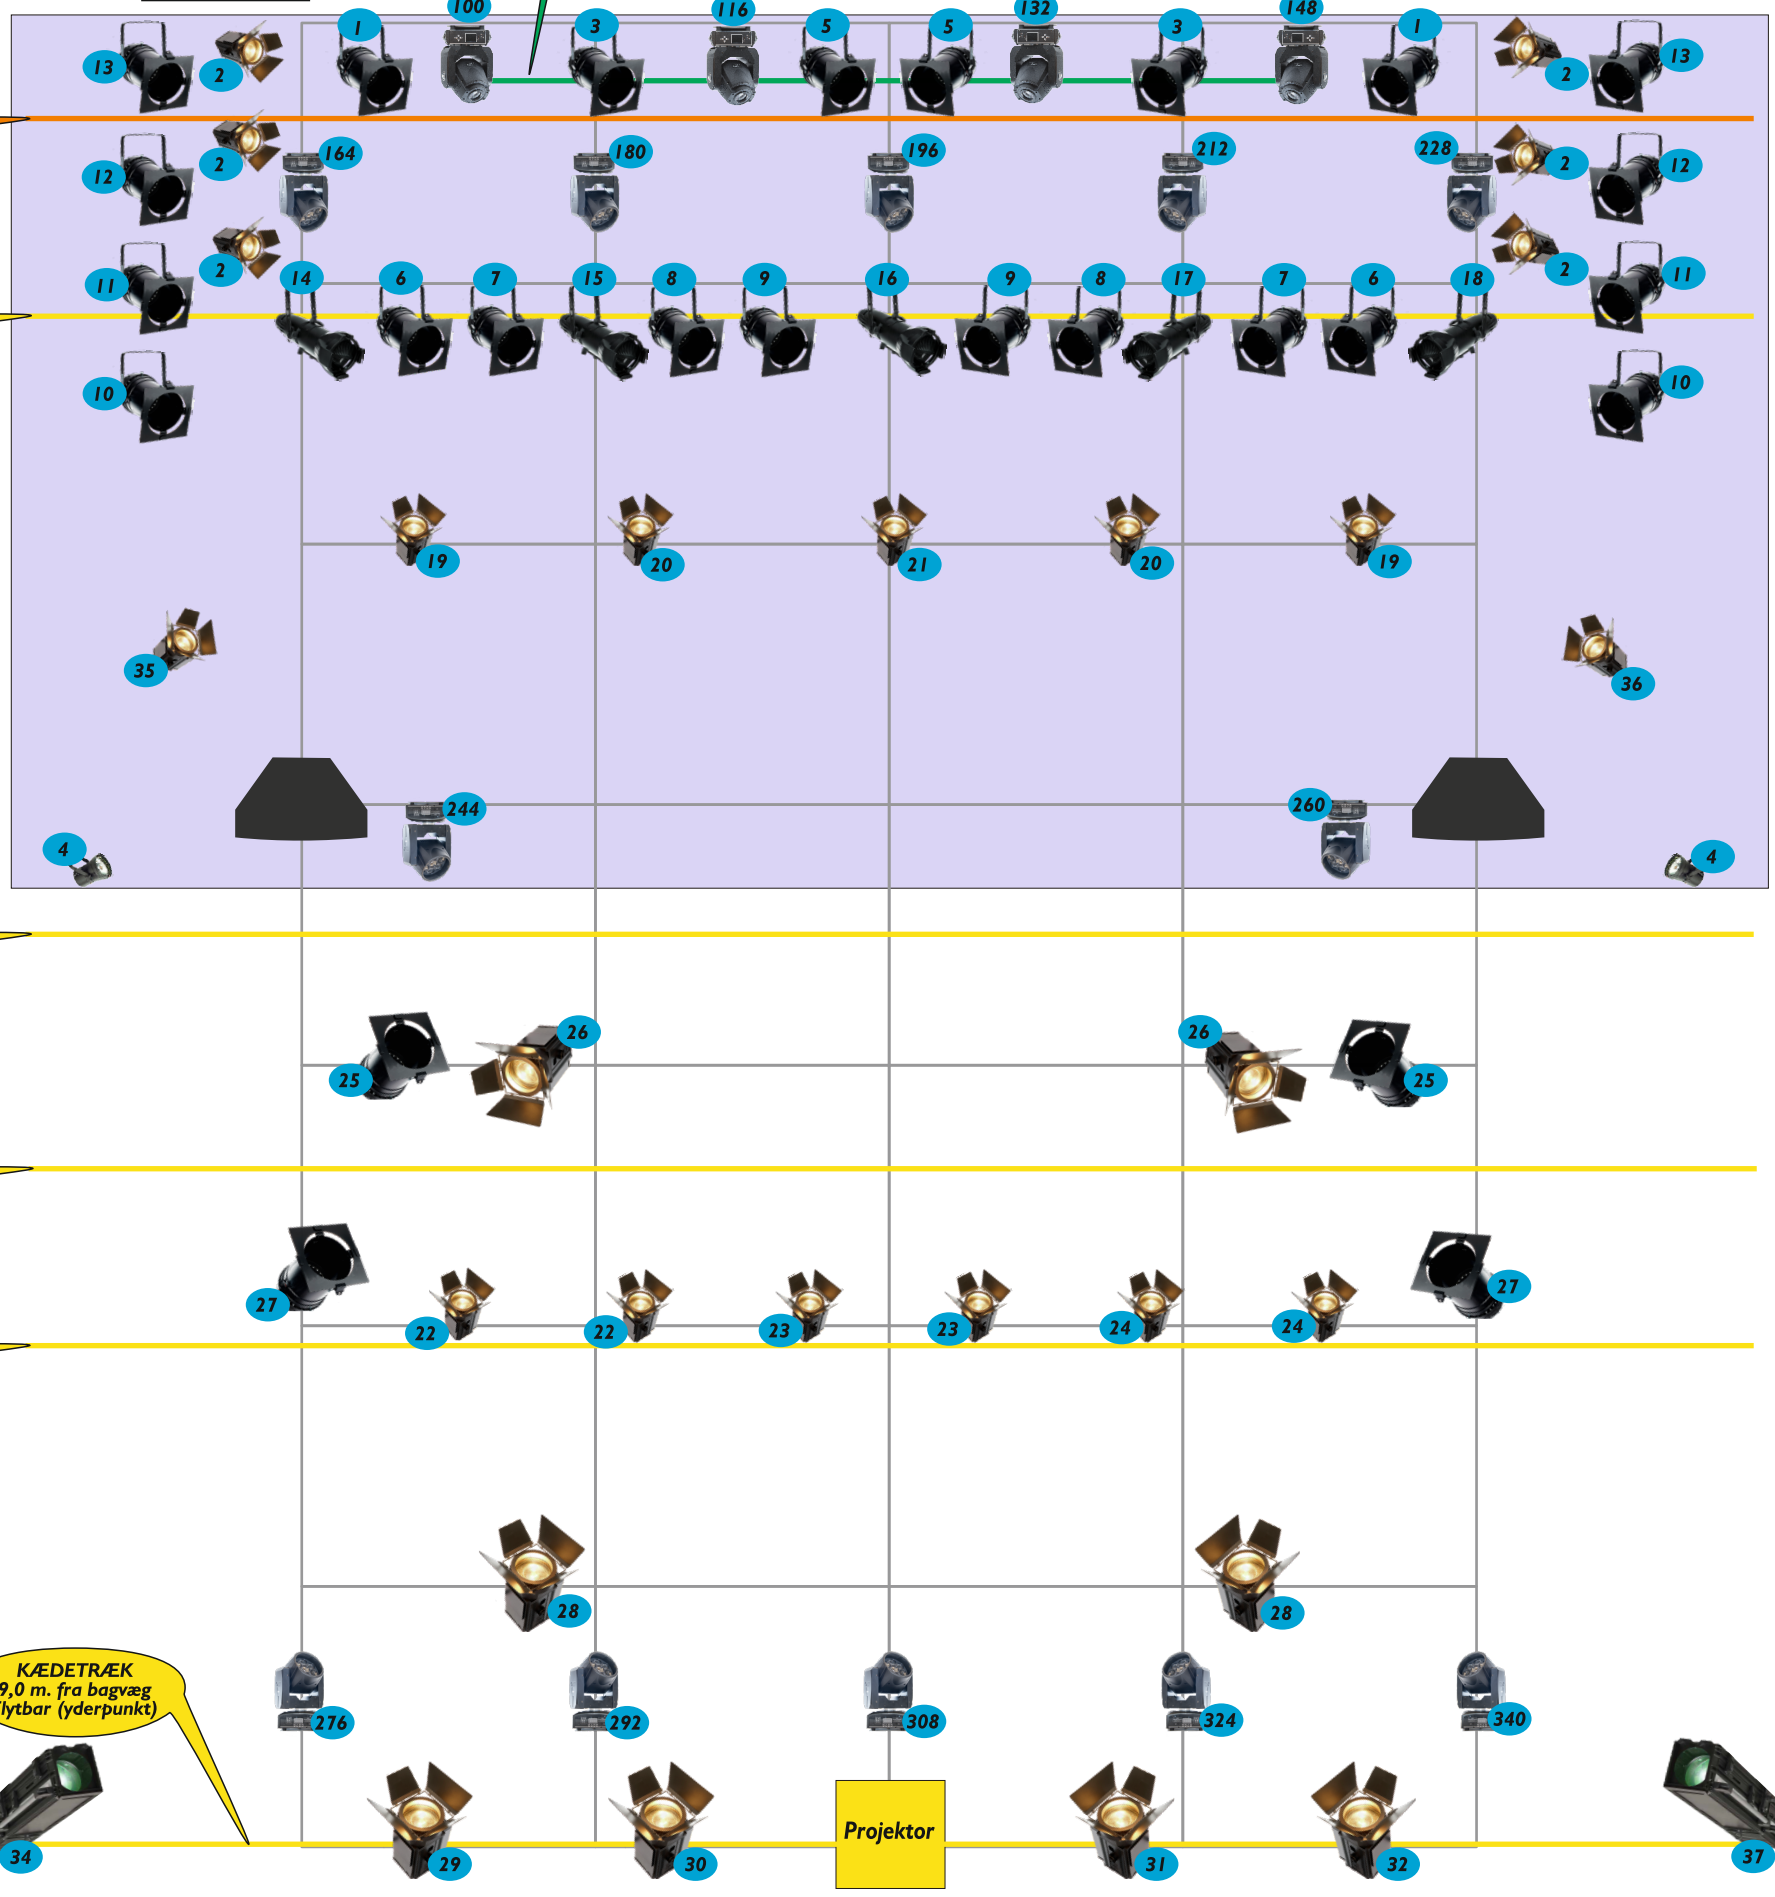 100 116 132 148
1 3 5 5 3 1
13 2 2 13
12 2 164 180 196 212 228 2 12
11 2 14 6 7 15 8 9 16 9 8 17 7 6 18 2 11
10 10
19 20 21 20 19
35 36
244 260
4 4
26 26
25 25
27 27
22 22 23 23 24 24
28 28
KÆDETRÆK
9,0 m. fra bagvæg
lytbar (yderpunkt)
276 292 308 324 340
Projektor
34 29 30 31 32 37